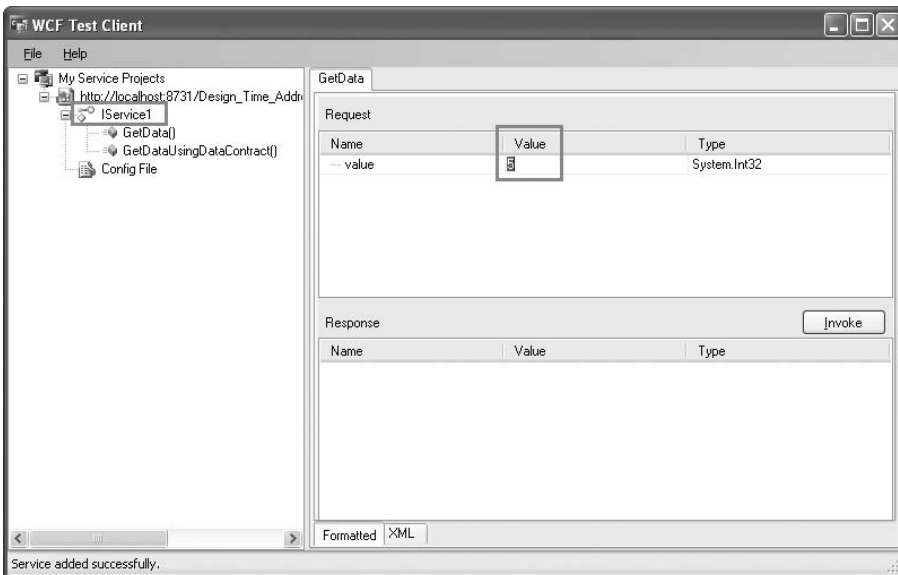 WCF Test Client
File Help
My Service Projects
http://localhost:8731/Design_Time_Addre
IService1
GetData()
GetDataUsingDataContract()
Config File
GetData
Request
Name Value Type
value 5 System.Int32
Response
Invoke
Name Value Type
Formatted XML
Service added successfully.